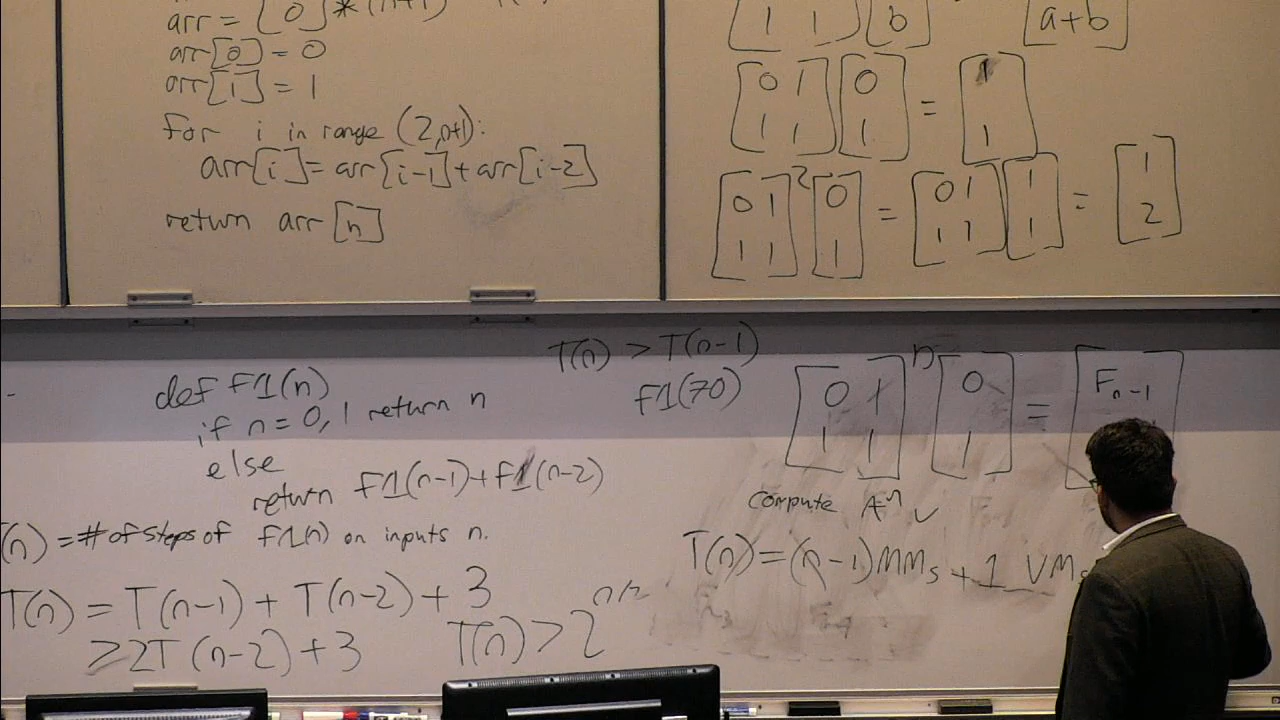 arr = [0] * (n+1)
arr[0] = 0
arr[1] = 1
for i in range (2,n+1):
arr[i] = arr[i-1] + arr[i-2]
return arr[n]
1 1 b a+b
0 1 0 1
1 1 1 = 1
0 1 2 0 0 1 1 1
1 1 1 = 1 1 1 = 2
def F1(n)
if n = 0, 1 return n
else
return F1(n-1)+F1(n-2)
T(n) = # of steps of F1(n) on inputs n.
T(n) = T(n-1) + T(n-2) + 3
>2T(n-2)+3
T(n) > 2^{n/2}
T(n) > T(n-1)
F1(70)
0 1 n 0 F_{n-1}
1 1 1 =
Compute A^n v
T(n) = (n-1)MMs + 1 VMs